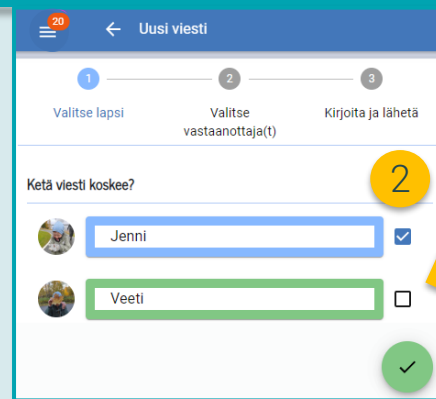 20
Uusi viesti
1 2 3
Valitse lapsi Valitse Kirjoita ja lähetä
vastaanottaja(t)
Ketä viesti koskee?
2
Jenni
Veeti